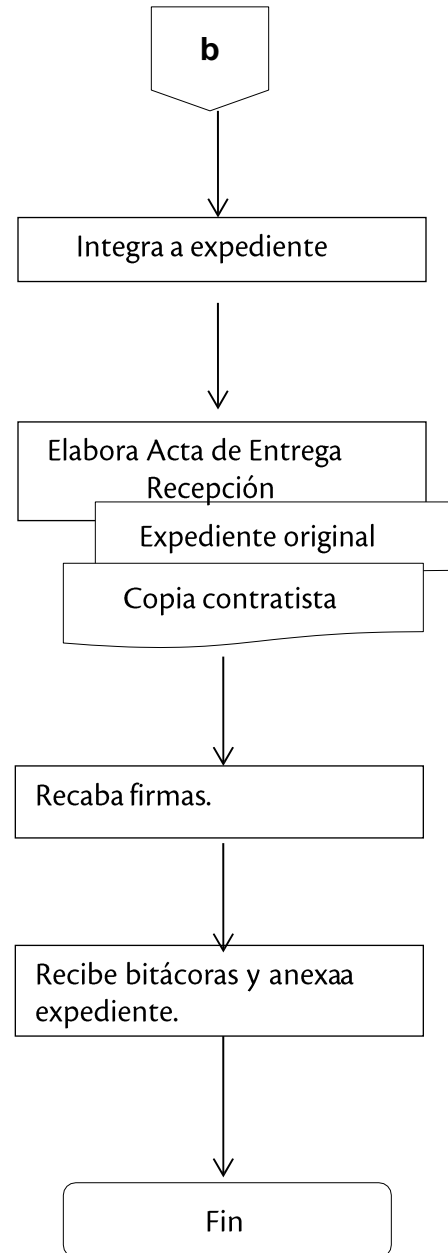 b
Integra a expediente
Elabora Acta de Entrega
Recepción
Expediente original
Copia contratista
Recaba firmas.
Recibe bitácoras y anexaa
expediente.
Fin